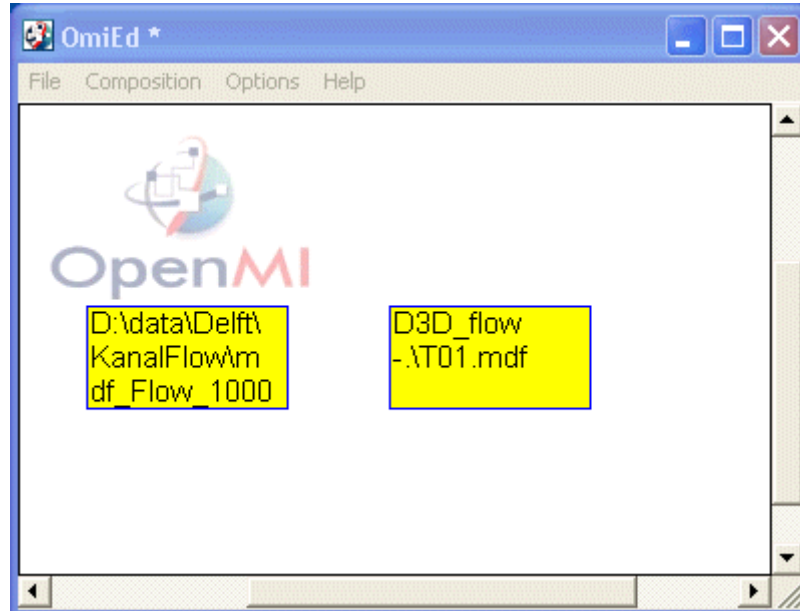 OmiEd *
File Composition Options Help
OpenMI
D:\data\Delft\
KanalFlow\m
df_Flow_1000
D3D_flow
-.\T01.mdf